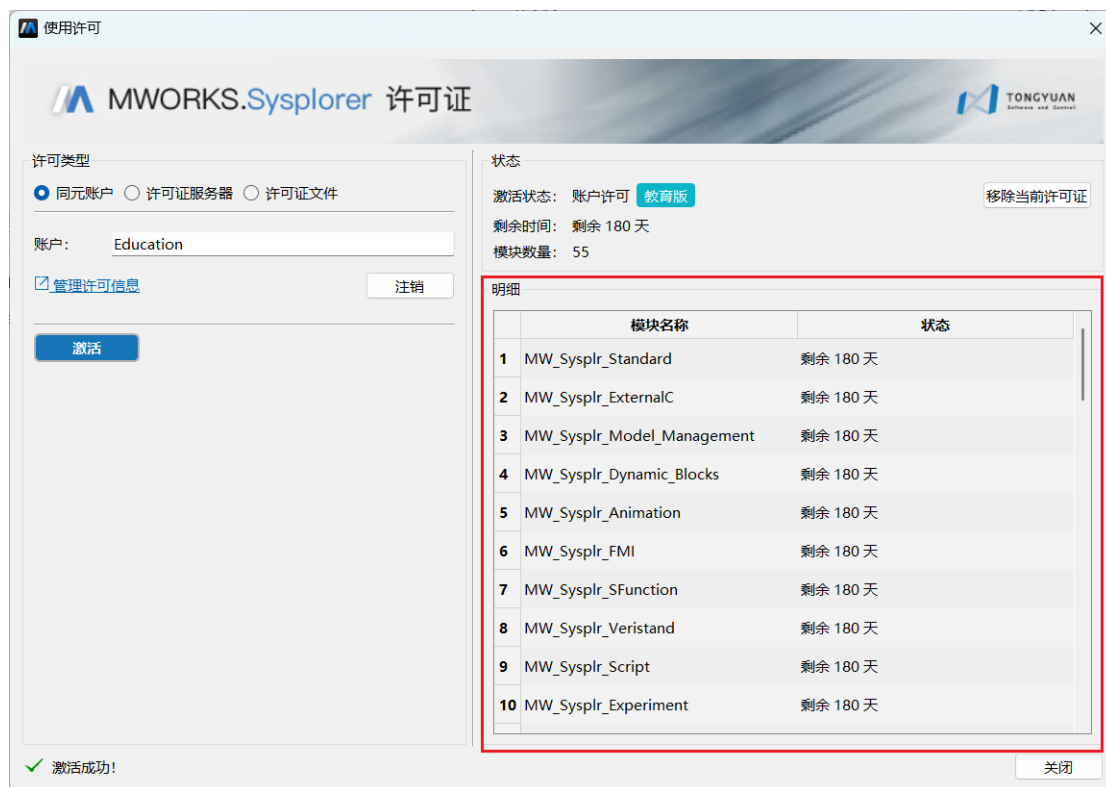 使用许可
MWORKS.Sysplorer 许可证
TONGYUAN
Software and Control
许可类型
同元账户 许可证服务器 许可证文件
账户： Education
管理许可信息
注销
激活
状态
激活状态： 账户许可 教育版
移除当前许可证
剩余时间： 剩余 180 天
模块数量： 55
明细
模块名称 状态
1 MW_Sysplr_Standard 剩余 180 天
2 MW_Sysplr_ExternalC 剩余 180 天
3 MW_Sysplr_Model_Management 剩余 180 天
4 MW_Sysplr_Dynamic_Blocks 剩余 180 天
5 MW_Sysplr_Animation 剩余 180 天
6 MW_Sysplr_FMI 剩余 180 天
7 MW_Sysplr_SFunction 剩余 180 天
8 MW_Sysplr_Veristand 剩余 180 天
9 MW_Sysplr_Script 剩余 180 天
10 MW_Sysplr_Experiment 剩余 180 天
激活成功！
关闭